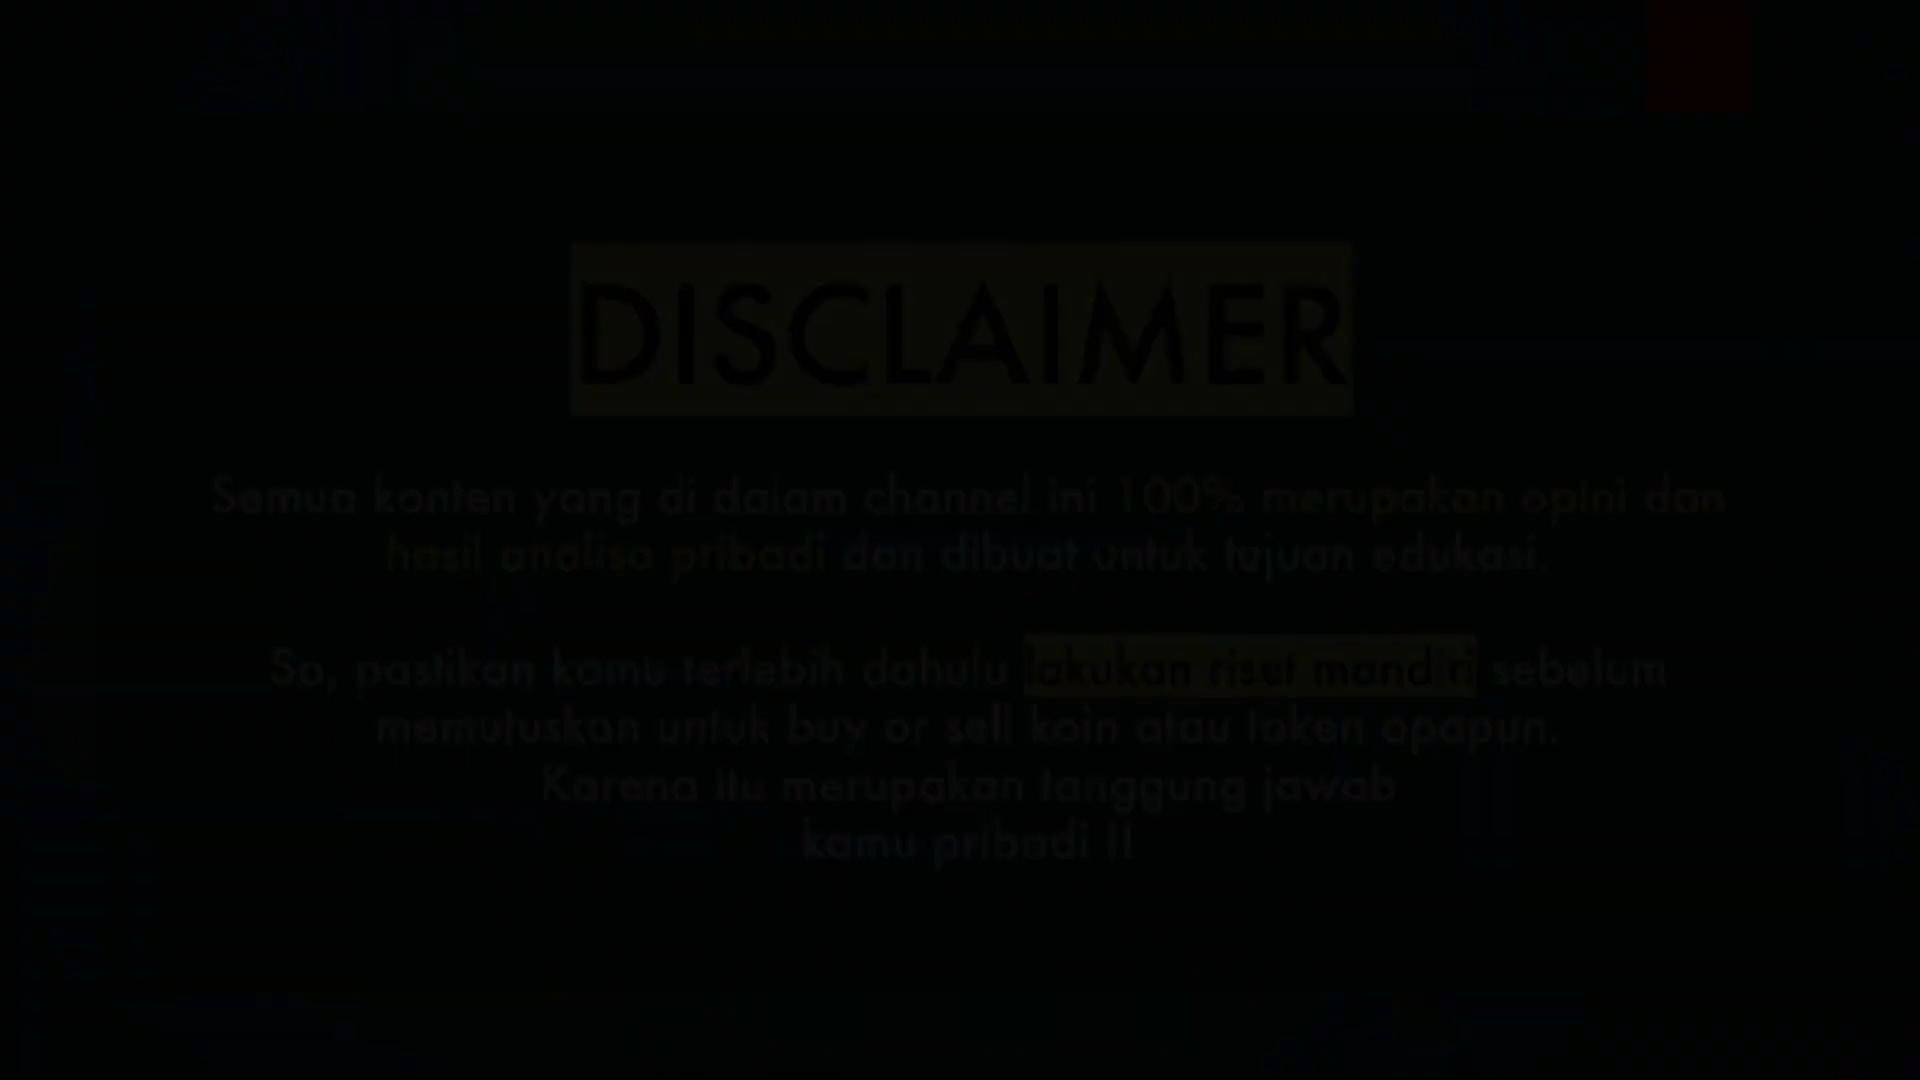 DISCLAIMER
Semua konten yang di dalam channel ini 100% merupakan opini dan
hasil analisa pribadi dan dibuat untuk tujuan edukasi.
So, pastikan kamu terlebih dahulu lakukan riset mandiri sebelum
memutuskan untuk buy or sell koin atau token apapun.
Karena itu merupakan tanggung jawab
kamu pribadi !!